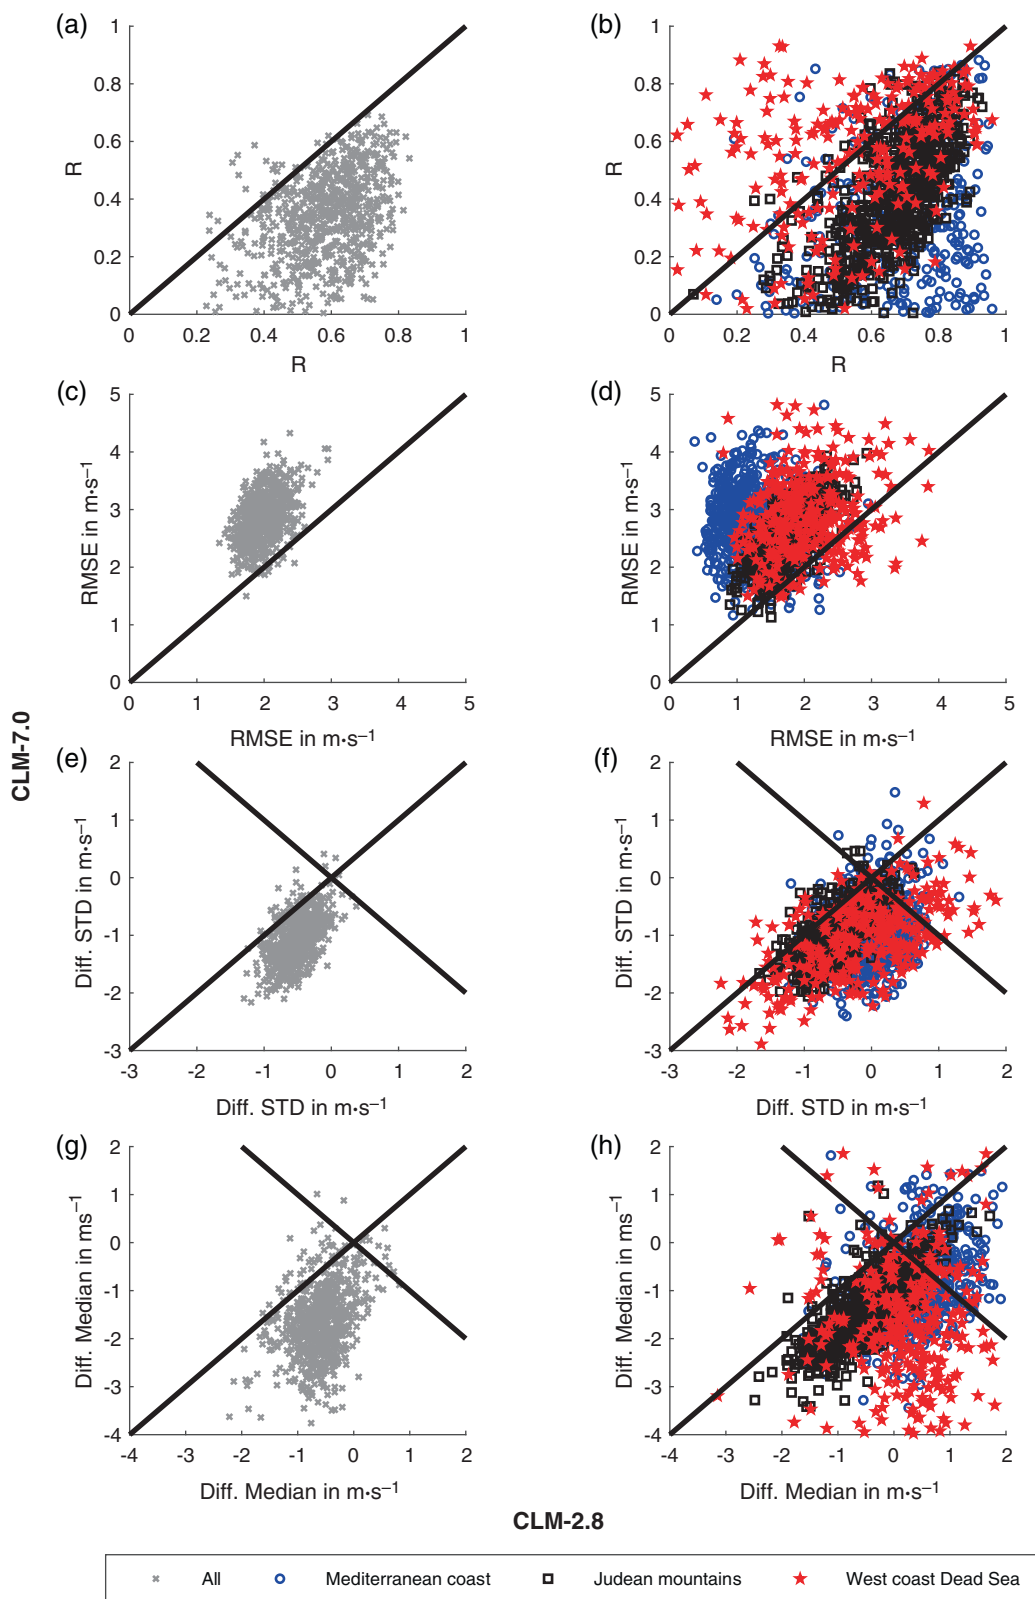 (a)
(b)
1
0.8
0.6
0.4
0.2
0
R
0 0.2 0.4 0.6 0.8 1
R
1
0.8
0.6
0.4
0.2
0
R
0 0.2 0.4 0.6 0.8 1
R
(c)
(d)
5
4
3
2
1
0
RMSE in m·s−1
0 1 2 3 4 5
RMSE in m·s−1
5
4
3
2
1
0
RMSE in m·s−1
0 1 2 3 4 5
RMSE in m·s−1
CLM-7.0
(e)
(f)
2
1
0
-1
-2
-3
Diff. STD in m·s−1
-3 -2 -1 0 1 2
Diff. STD in m·s−1
2
1
0
-1
-2
-3
Diff. STD in m·s−1
-3 -2 -1 0 1 2
Diff. STD in m·s−1
(g)
(h)
2
1
0
-1
-2
-3
-4
Diff. Median in ms−1
-4 -3 -2 -1 0 1 2
Diff. Median in m·s−1
2
1
0
-1
-2
-3
-4
Diff. Median in m·s−1
-4 -3 -2 -1 0 1 2
Diff. Median in m·s−1
CLM-2.8
All Mediterranean coast Judean mountains West coast Dead Sea